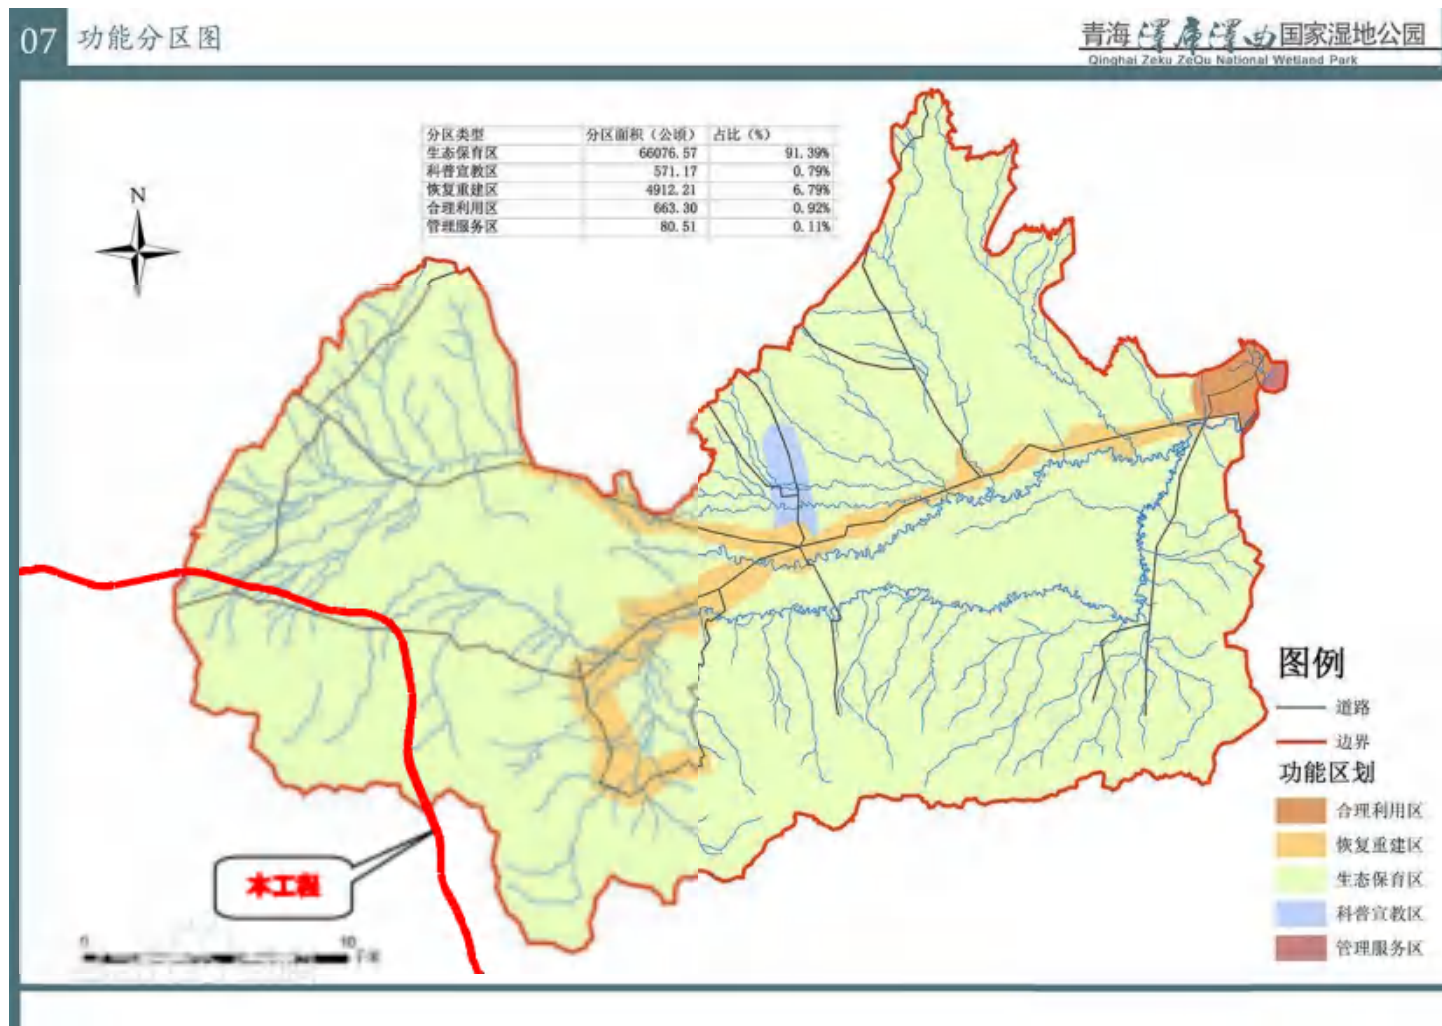 07 功能分区图
青海泽库泽曲国家湿地公园
Qinghai Zeku ZeQu National Wetland Park
分区类型 分区面积（公顷） 占比（%）
生态保育区 66076.57 91.39%
科普宣教区 571.17 0.79%
恢复重建区 4912.21 6.79%
合理利用区 663.30 0.92%
管理服务区 80.51 0.11%
N
本工程
0 10 千米
图例
道路
边界
功能区划
合理利用区
恢复重建区
生态保育区
科普宣教区
管理服务区